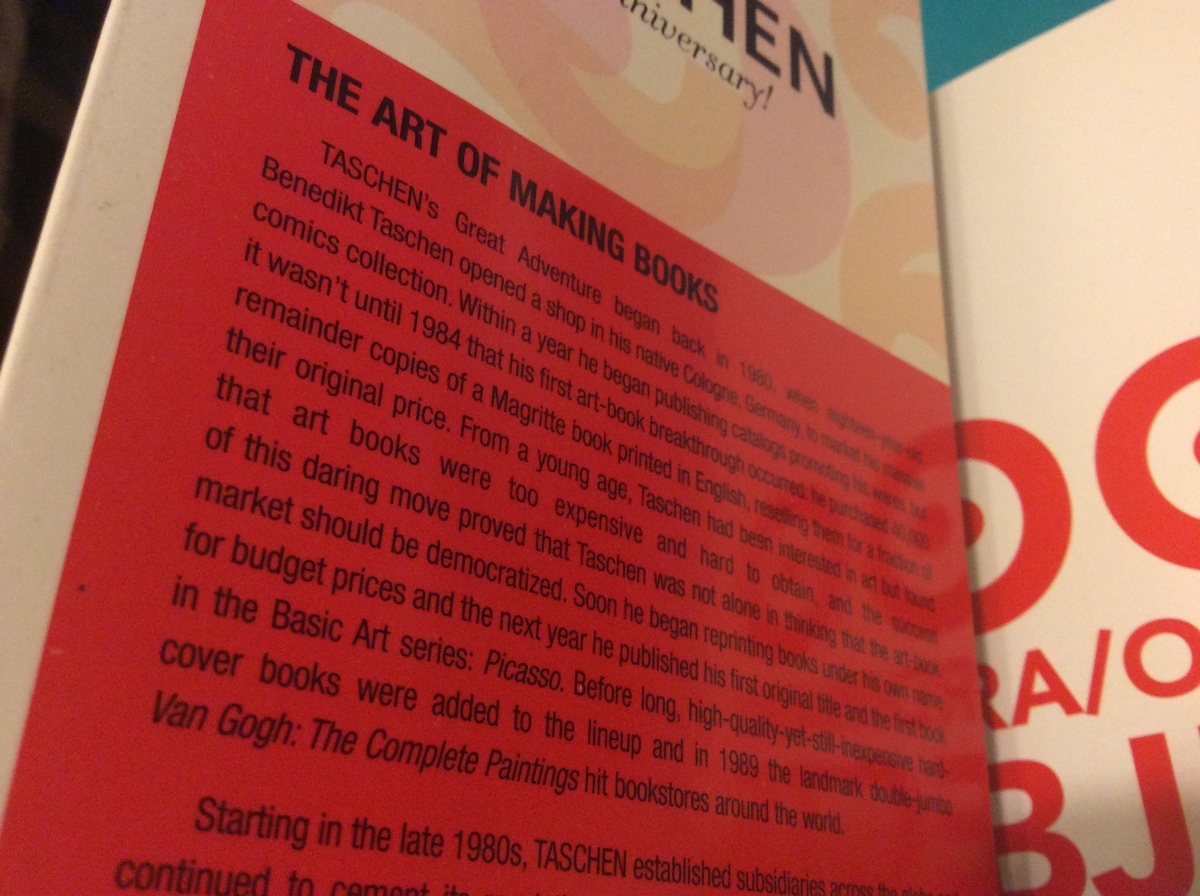 HEN
niversary!
THE ART OF MAKING BOOKS
TASCHEN's Great Adventure began back in 1980, when eighteen-year-old
Benedikt Taschen opened a shop in his native Cologne, Germany, to market his massive
comics collection. Within a year he began publishing catalogs promoting his wares, but
it wasn't until 1984 that his first art-book breakthrough occurred: he purchased 40,000
remainder copies of a Magritte book printed in English, reselling them for a fraction of
their original price. From a young age, Taschen had been interested in art but found
that art books were too expensive and hard to obtain, and the success
of this daring move proved that Taschen was not alone in thinking that the art-book
market should be democratized. Soon he began reprinting books under his own name
for budget prices and the next year he published his first original title and the first book
in the Basic Art series: Picasso. Before long, high-quality-yet-still-inexpensive hard-
cover books were added to the lineup and in 1989 the landmark double-jumbo
Van Gogh: The Complete Paintings hit bookstores around the world.
Starting in the late 1980s, TASCHEN established subsidiaries across the globe
continued to cement its
RA/O
BJ